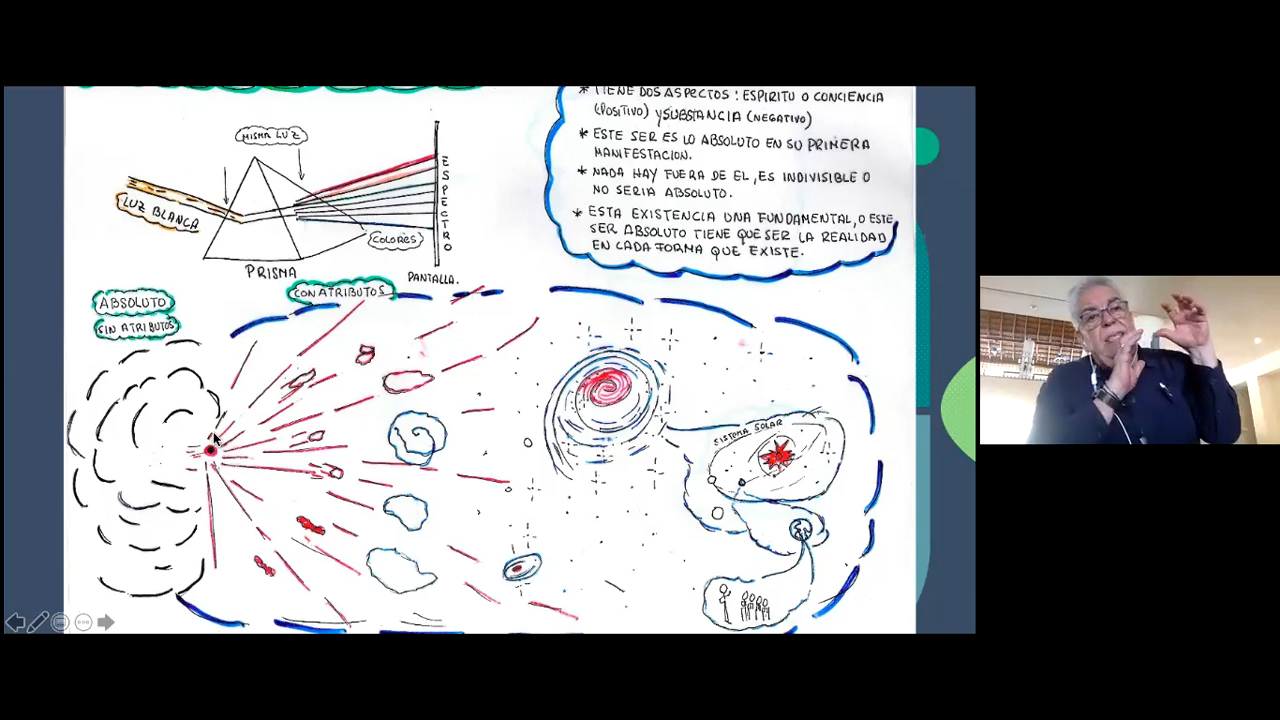 * TIENE DOS ASPECTOS : ESPIRITU O CONCIENCIA
(POSITIVO) Y SUBSTANCIA (NEGATIVO)
* ESTE SER ES LO ABSOLUTO EN SU PRIMERA
MANIFESTACION.
* NADA HAY FUERA DE EL, ES INDIVISIBLE O
NO SERIA ABSOLUTO.
* ESTA EXISTENCIA UNA FUNDAMENTAL, O ESTE
SER ABSOLUTO TIENE QUE SER LA REALIDAD
EN CADA FORMA QUE EXISTE.
MISMA LUZ
LUZ BLANCA
ESPECTRO
COLORES
PRISMA
PANTALLA.
ABSOLUTO
SIN ATRIBUTOS
CON ATRIBUTOS
SISTEMA SOLAR